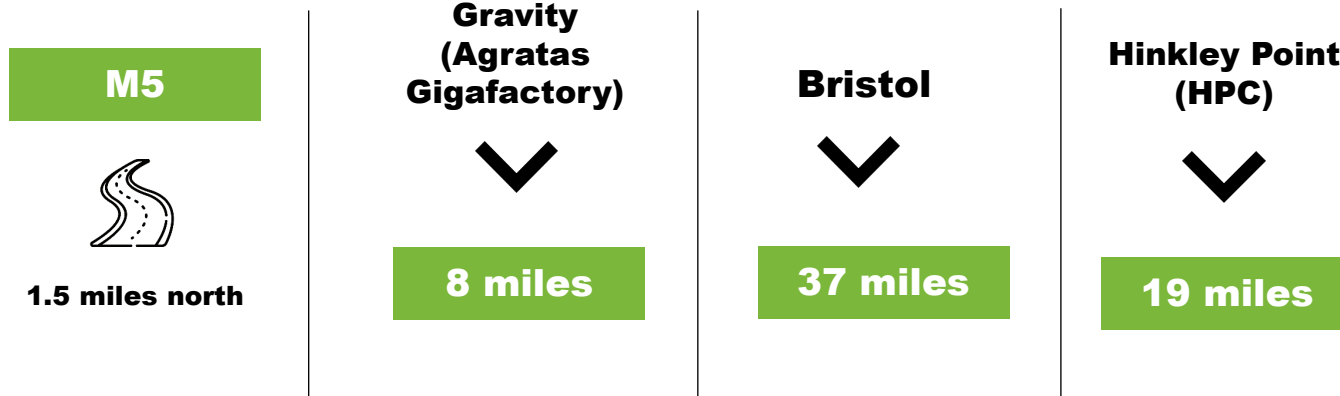 M5
1.5 miles north
Gravity
(Agratas
Gigafactory)
8 miles
Bristol
37 miles
Hinkley Point
(HPC)
19 miles